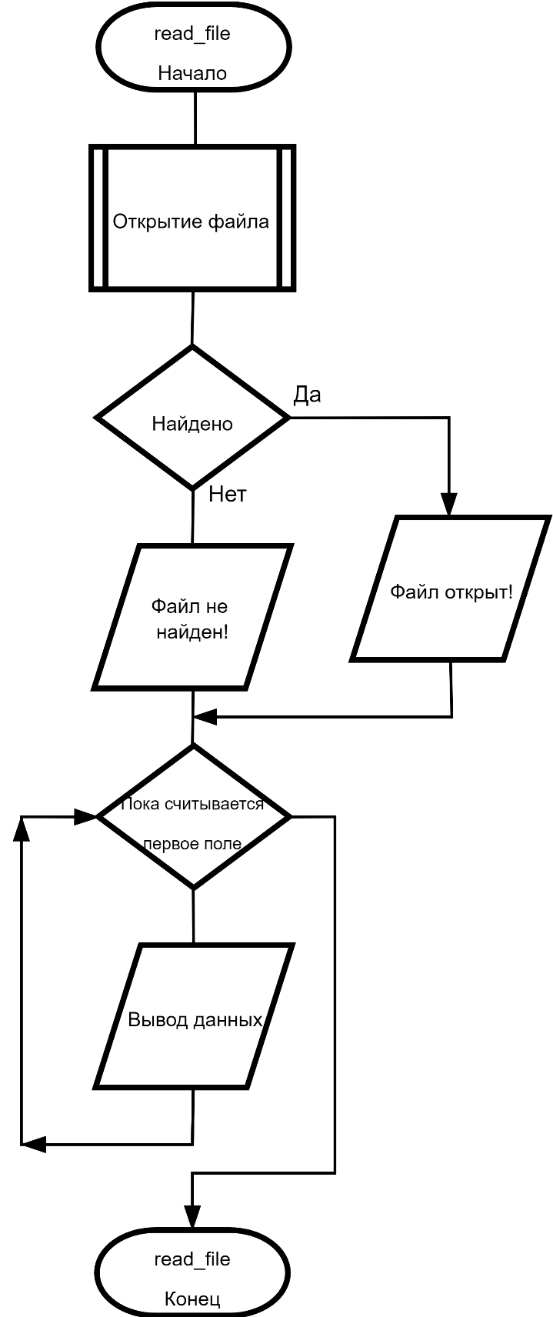 read_file
Начало
Открытие файла
Найдено
Да
Нет
Файл не
найден!
Файл открыт!
Пока считывается
первое поле
Вывод данных
read_file
Конец